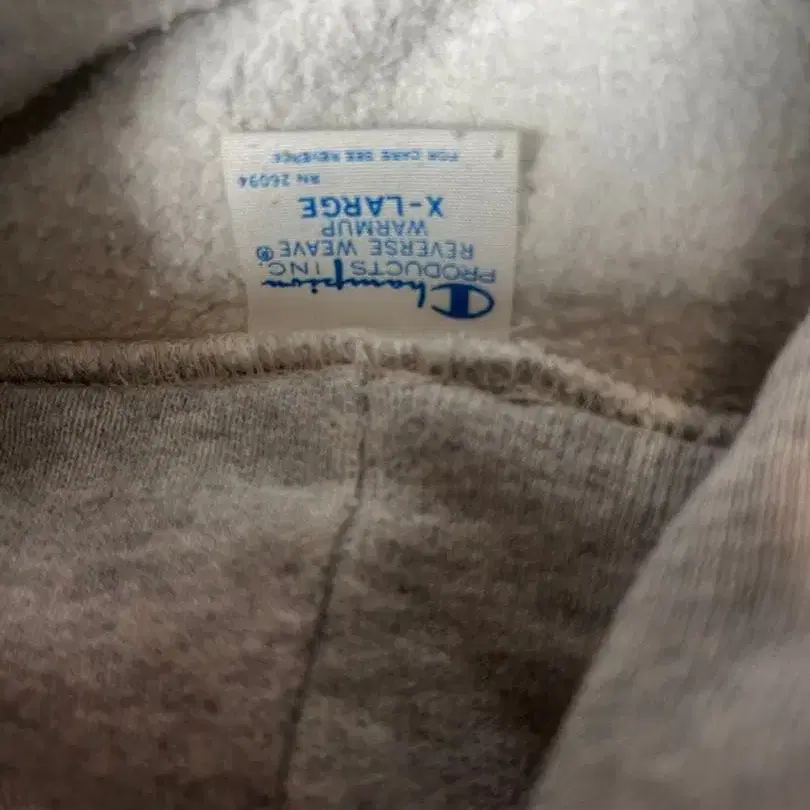 Champion
PRODUCTS INC.
REVERSE WEAVE®
WARMUP
X-LARGE
RN 26094
FOR CARE SEE REVERSE